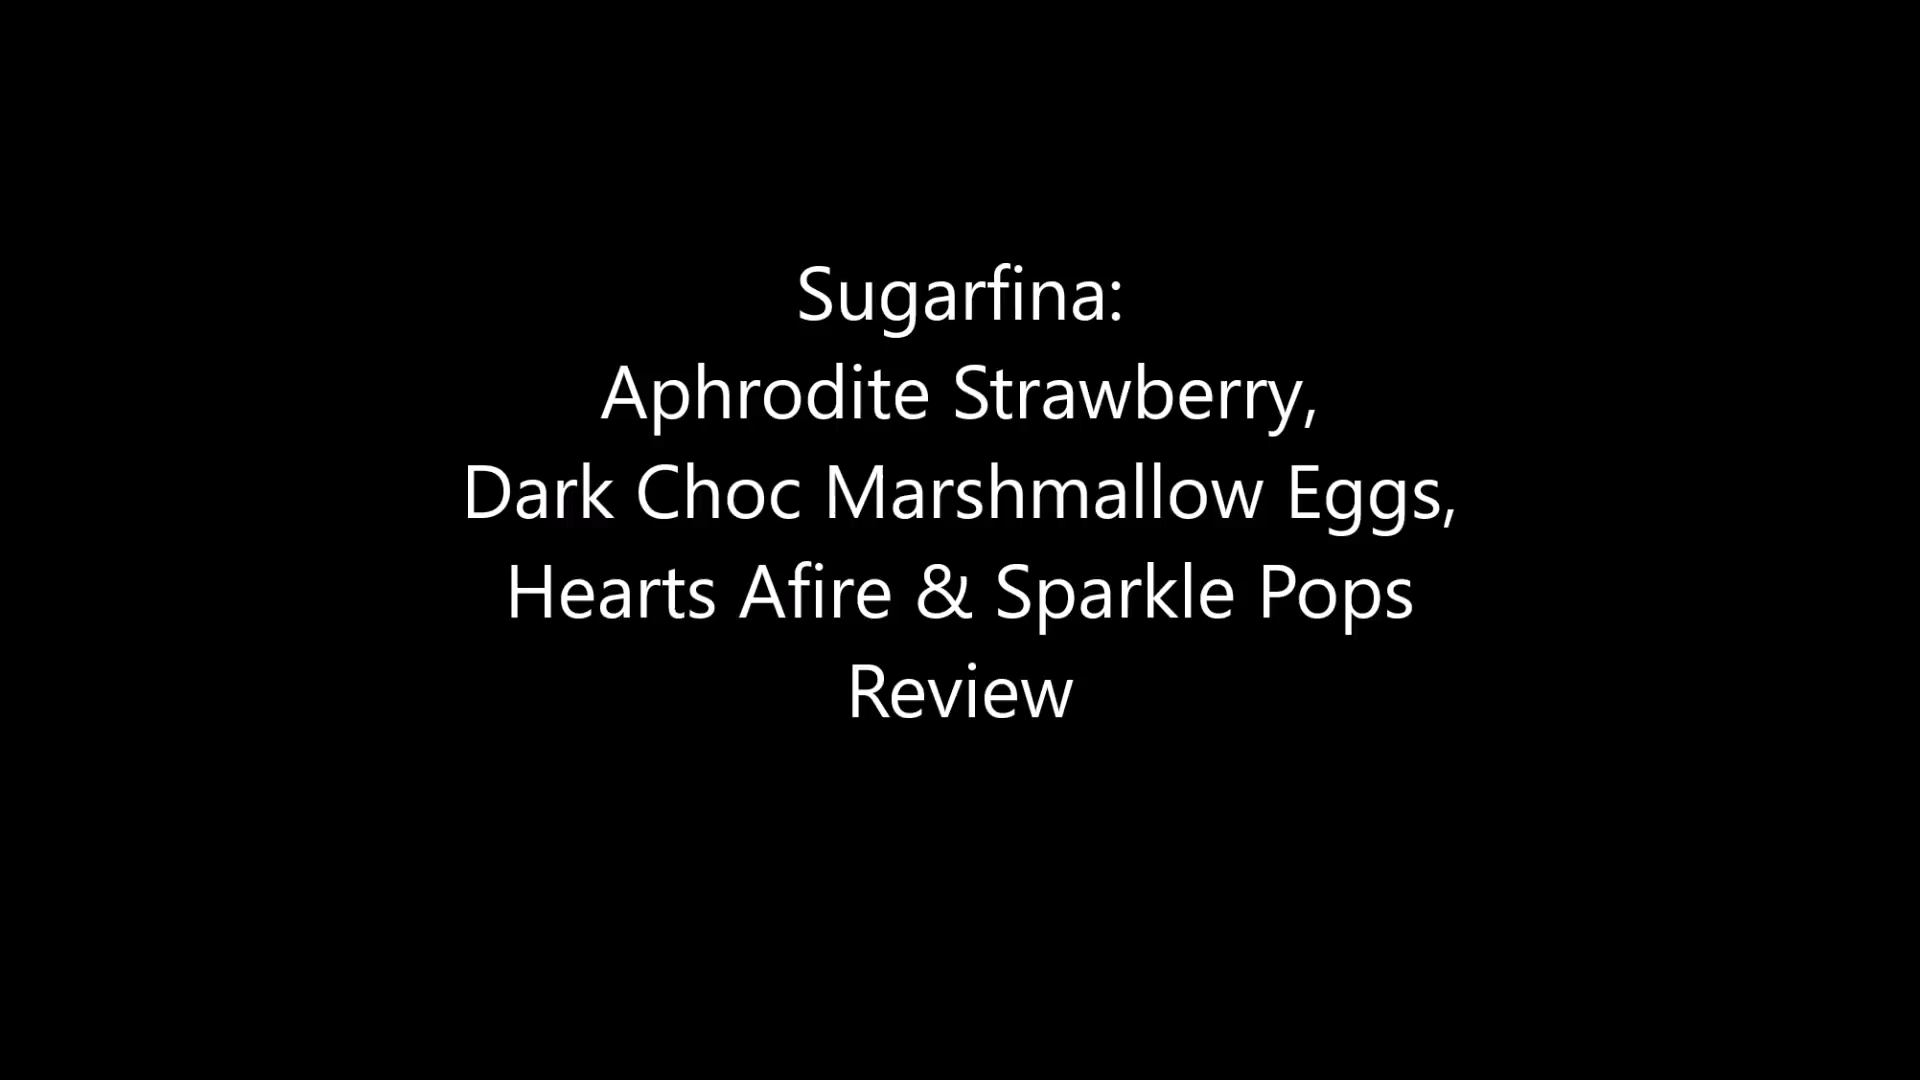 Sugarfina:
Aphrodite Strawberry,
Dark Choc Marshmallow Eggs,
Hearts Afire & Sparkle Pops
Review